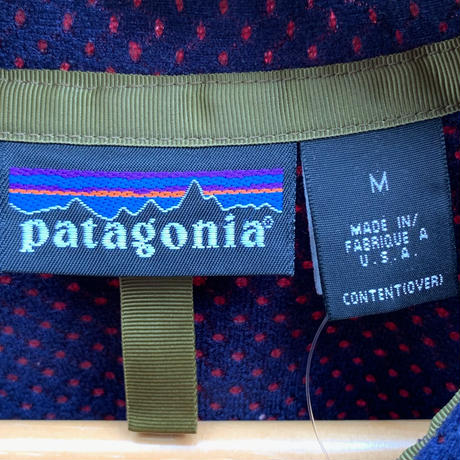 patagonia®
M
MADE IN/
FABRIQUE A
U.S.A.
CONTENT(OVER)